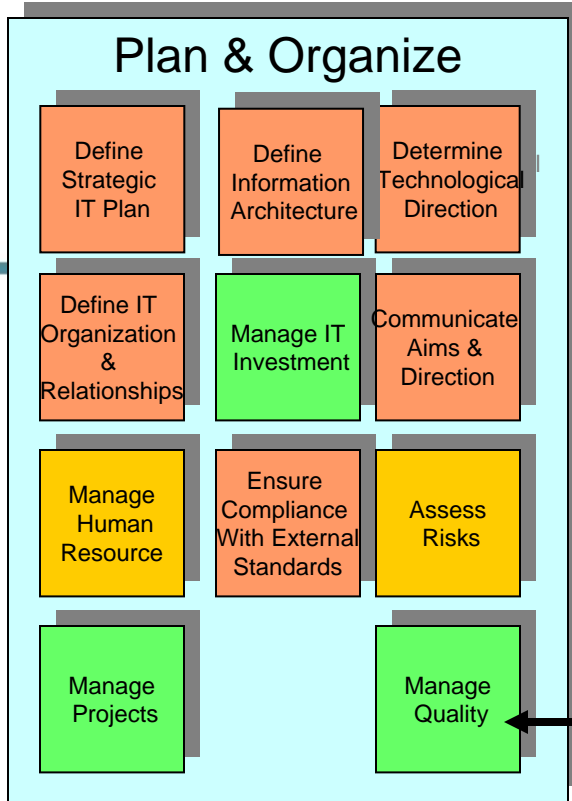 Plan & Organize
Define
Strategic
IT Plan
Define
Information
Architecture
Determine
Technological
Direction
Define IT
Organization
&
Relationships
Manage IT
Investment
Communicate
Aims &
Direction
Manage
Human
Resource
Ensure
Compliance
With External
Standards
Assess
Risks
Manage
Projects
Manage
Quality